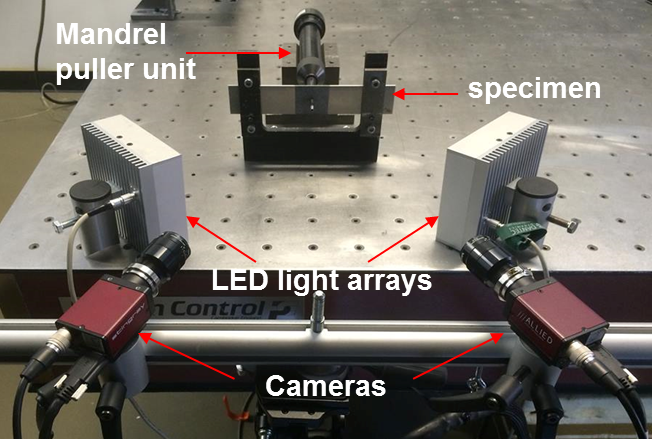 Mandrel
puller unit
specimen
LED light arrays
n Control
ALLIED
Cameras